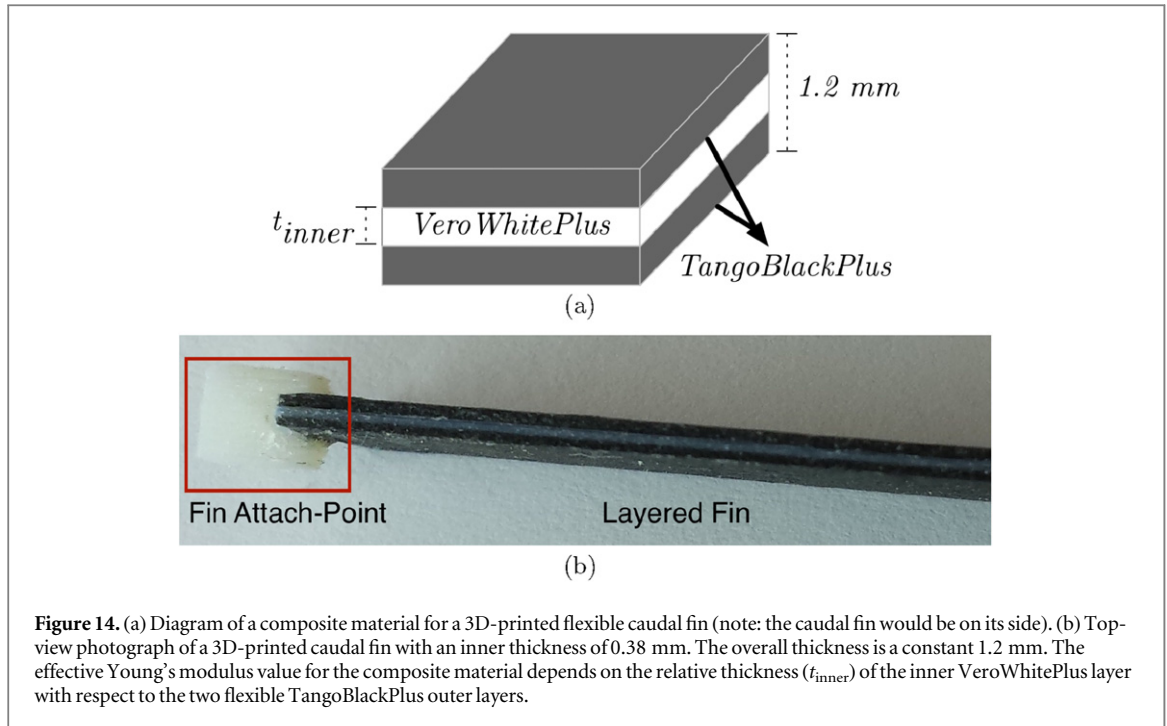 1.2 mm
t_inner
VeroWhitePlus
TangoBlackPlus
(a)
Fin Attach-Point
Layered Fin
(b)
Figure 14. (a) Diagram of a composite material for a 3D-printed flexible caudal fin (note: the caudal fin would be on its side). (b) Top-
view photograph of a 3D-printed caudal fin with an inner thickness of 0.38 mm. The overall thickness is a constant 1.2 mm. The
effective Young's modulus value for the composite material depends on the relative thickness (t_inner) of the inner VeroWhitePlus layer
with respect to the two flexible TangoBlackPlus outer layers.